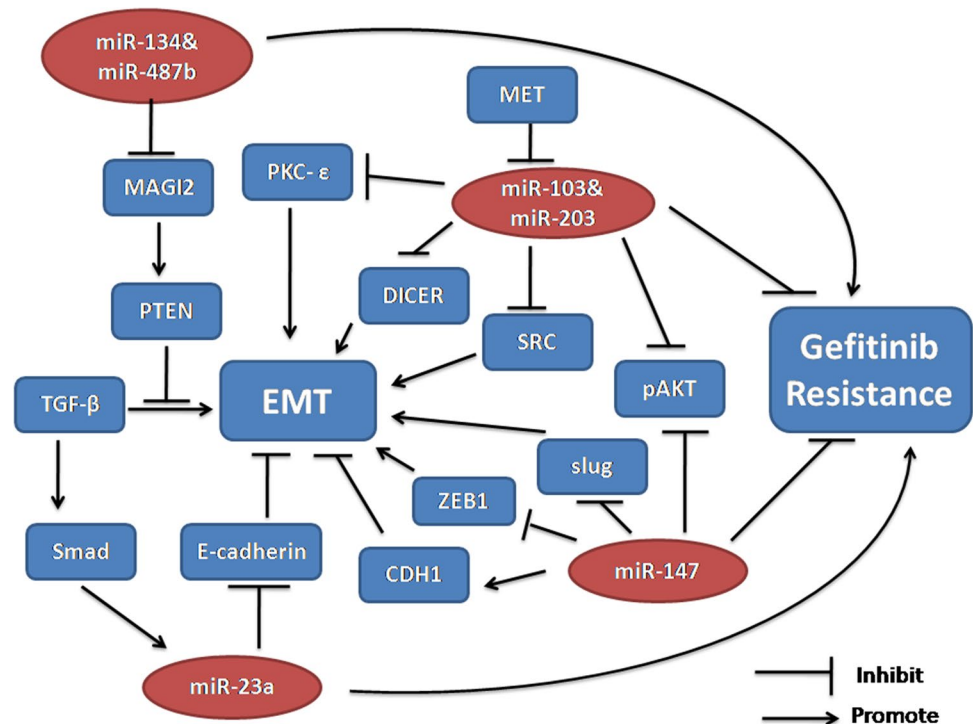 miR-134&
miR-487b
MET
MAGI2
PKC- ε
miR-103&
miR-203
PTEN
DICER
SRC
Gefitinib
Resistance
TGF-β
EMT
pAKT
slug
ZEB1
Smad
E-cadherin
CDH1
miR-147
miR-23a
Inhibit
Promote